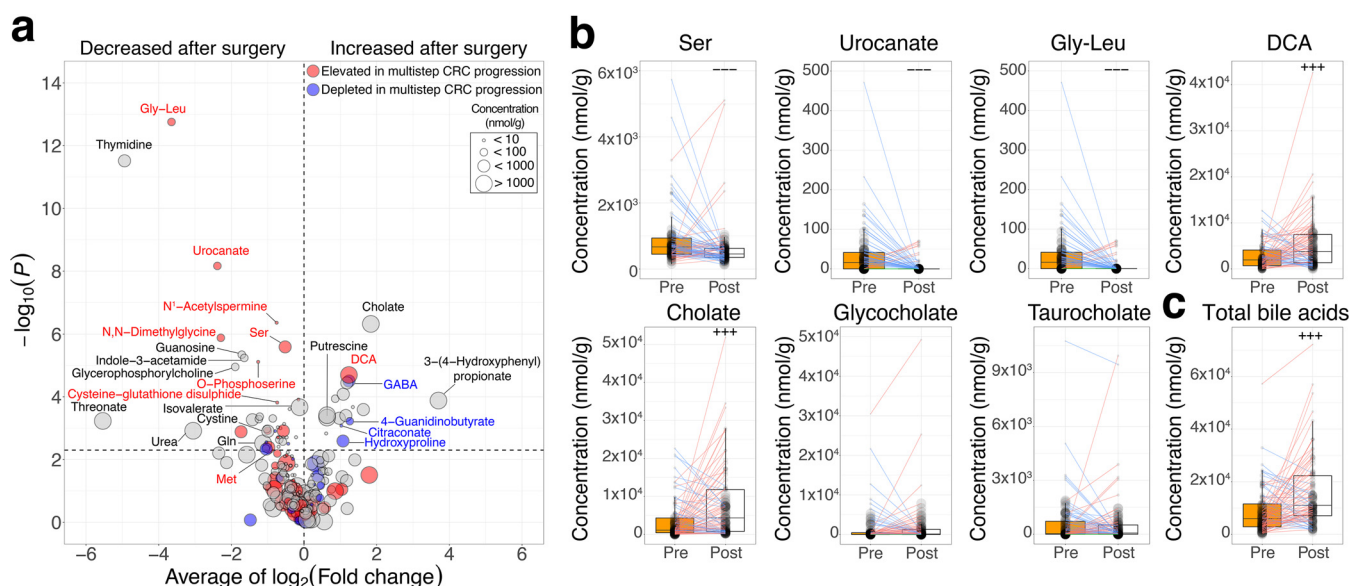 a
Decreased after surgery
Increased after surgery
Elevated in multistep CRC progression
Depleted in multistep CRC progression
Concentration
(nmol/g)
< 10
< 100
< 1000
> 1000
14
12
10
8
6
4
2
0
−log10(P)
Gly−Leu
Thymidine
Urocanate
N¹−Acetylspermine
Cholate
N,N−Dimethylglycine
Ser
Guanosine
Putrescine
Indole−3−acetamide
DCA
3−(4−Hydroxyphenyl)
propionate
Glycerophosphorylcholine
GABA
O−Phosphoserine
Cysteine−glutathione disulphide
Threonate
Isovalerate
4−Guanidinobutyrate
Cystine
Citraconate
Urea
Gln
Hydroxyproline
Met
−6
−4
−2
0
2
4
6
Average of log2(Fold change)
b
Ser
Concentration (nmol/g)
6×10³
4×10³
2×10³
0
−−−
Pre Post
Urocanate
Concentration (nmol/g)
500
400
300
200
100
0
−−−
Pre Post
Gly-Leu
Concentration (nmol/g)
500
400
300
200
100
0
−−−
Pre Post
DCA
Concentration (nmol/g)
4×10⁴
3×10⁴
2×10⁴
1×10⁴
0
+++
Pre Post
Cholate
Concentration (nmol/g)
5×10⁴
4×10⁴
3×10⁴
2×10⁴
1×10⁴
0
+++
Pre Post
Glycocholate
Concentration (nmol/g)
5×10⁴
4×10⁴
3×10⁴
2×10⁴
1×10⁴
0
Pre Post
Taurocholate
Concentration (nmol/g)
9×10³
6×10³
3×10³
0
Pre Post
c
Total bile acids
Concentration (nmol/g)
6×10⁴
4×10⁴
2×10⁴
0
+++
Pre Post